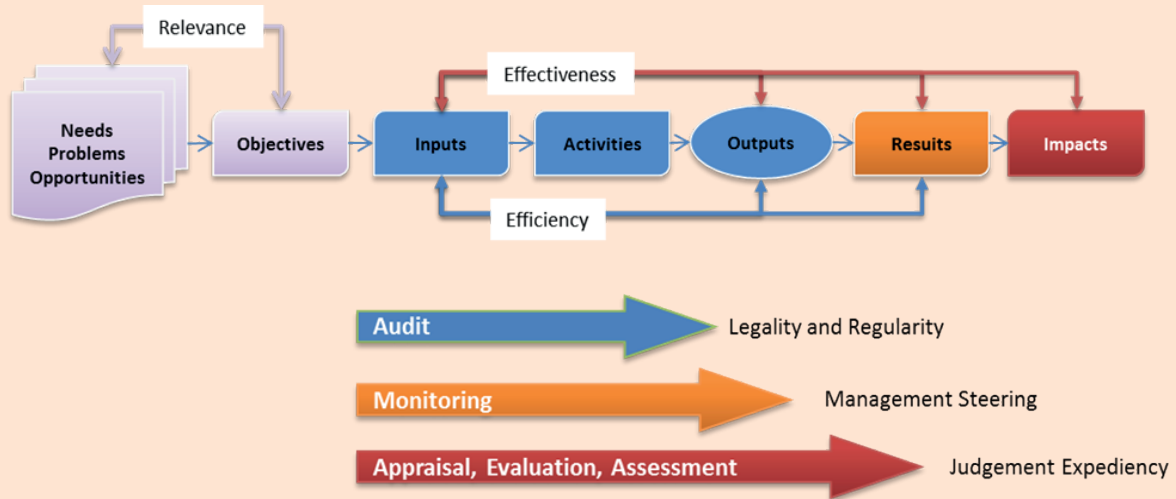 Relevance
Effectiveness
Needs
Problems
Opportunities
Objectives
Inputs
Activities
Outputs
Results
Impacts
Efficiency
Audit
Legality and Regularity
Monitoring
Management Steering
Appraisal, Evaluation, Assessment
Judgement Expediency